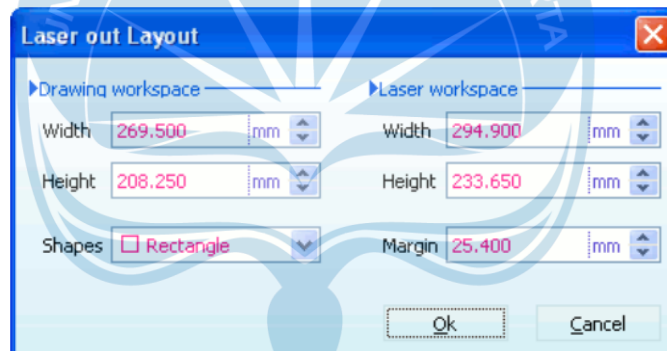 Laser out Layout
Drawing workspace
Laser workspace
Width 269.500 mm
Width 294.900 mm
Height 208.250 mm
Height 233.650 mm
Shapes Rectangle
Margin 25.400 mm
Ok
Cancel